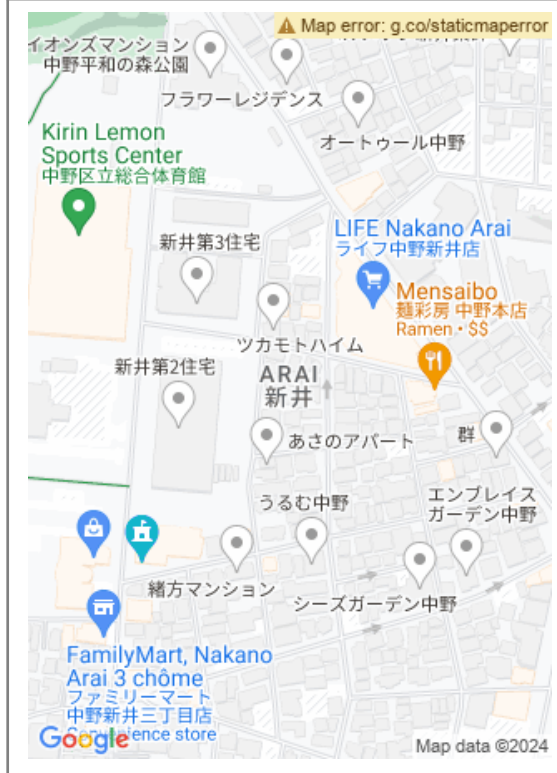 Map error: g.co/staticmaperror
イオンズマンション
中野平和の森公園
フラワーレジデンス
オートゥール中野
Kirin Lemon
Sports Center
中野区立総合体育館
LIFE Nakano Arai
ライフ中野新井店
新井第3住宅
Mensaibo
麺彩房 中野本店
Ramen・$$
ツカモトハイム
ARAI
新井
新井第2住宅
あさのアパート
群
うるむ中野
エンブレイス
ガーデン中野
緒方マンション
シーズガーデン中野
FamilyMart, Nakano
Arai 3 chôme
ファミリーマート
中野新井三丁目店
Convenience store
Google
Map data ©2024